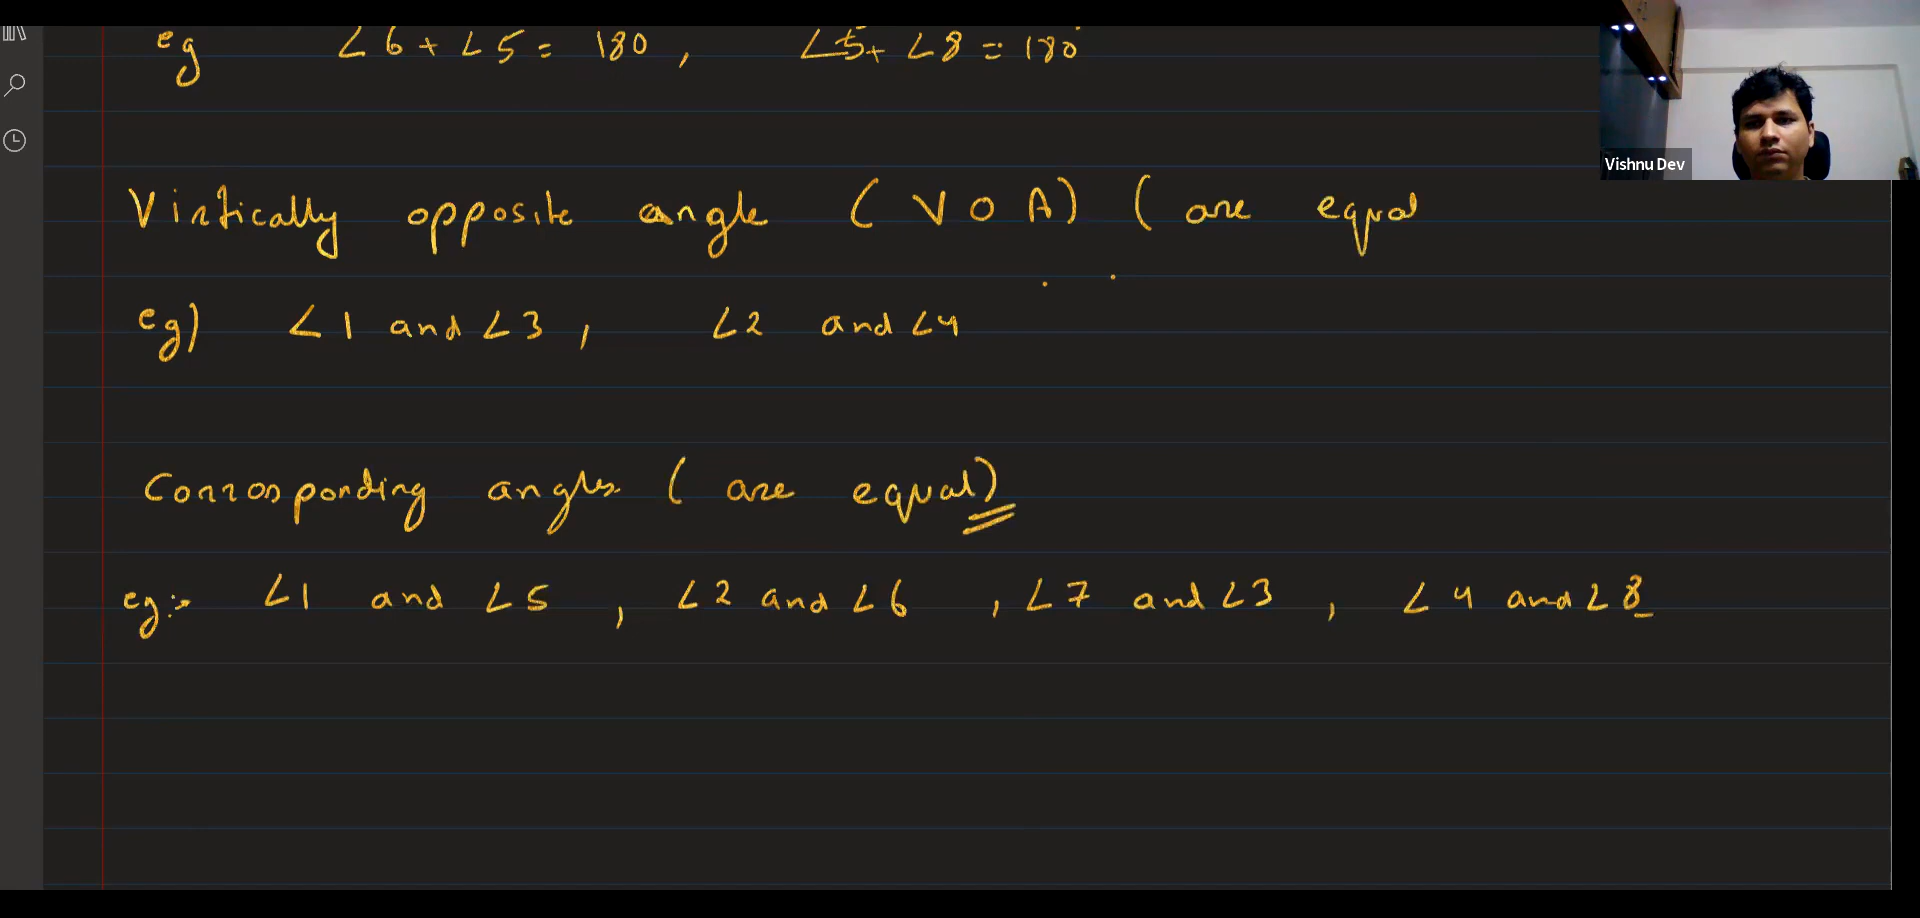 eg ∠6 + ∠5 = 180 , ∠5 + ∠8 = 180°
Vishnu Dev
Virtically opposite angle ( V O A ) ( are equal
eg) ∠1 and ∠3 , ∠2 and ∠4
Corrosponding angles ( are equal )
eg:- ∠1 and ∠5 , ∠2 and ∠6 , ∠7 and ∠3 , ∠4 and ∠8